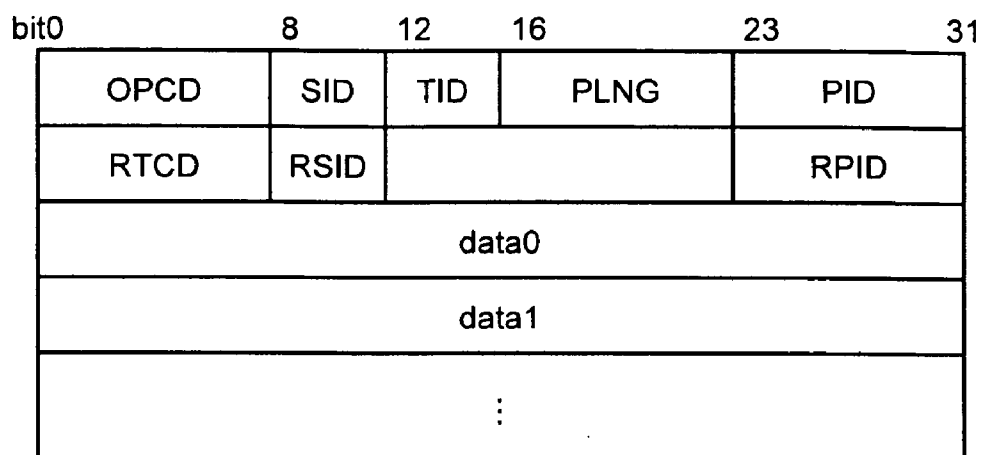 bit0 8 12 16 23 31
OPCD SID TID PLNG PID
RTCD RSID RPID
data0
data1
⋮